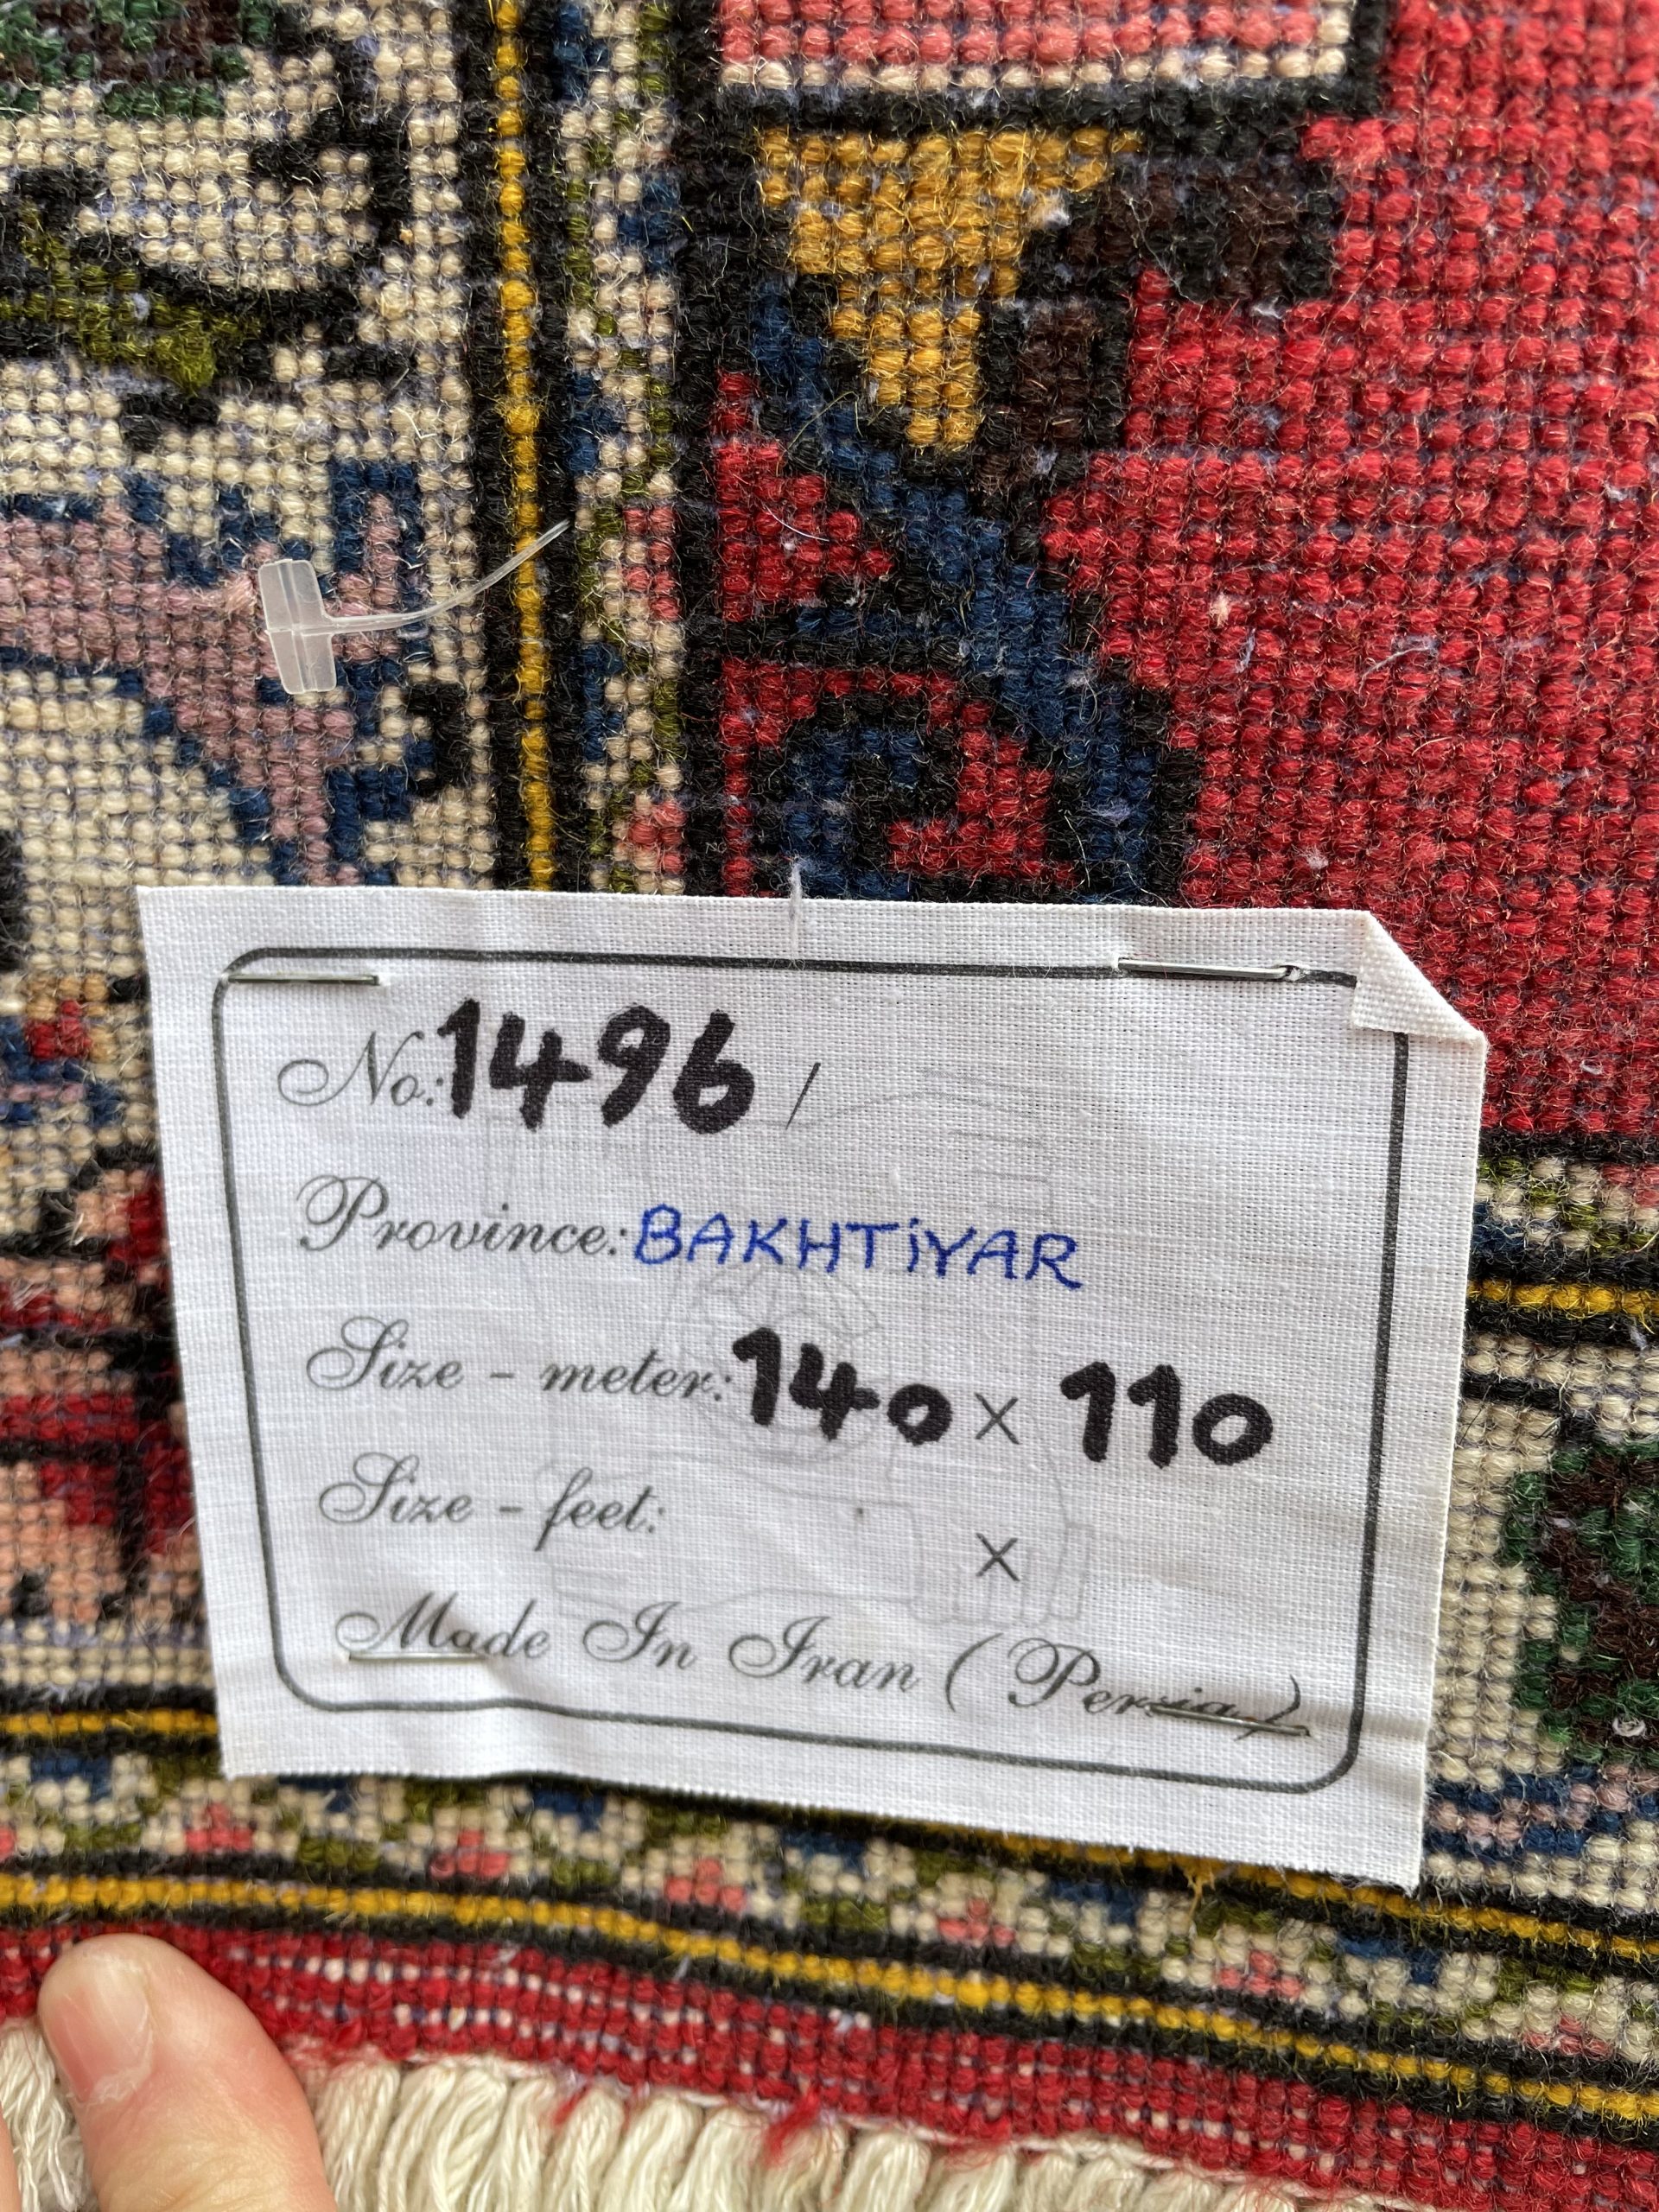 No: 1496 /
Province: BAKHTiYAR
Size - meter: 140 × 110
Size - feet: ×
Made In Iran ( Persia )